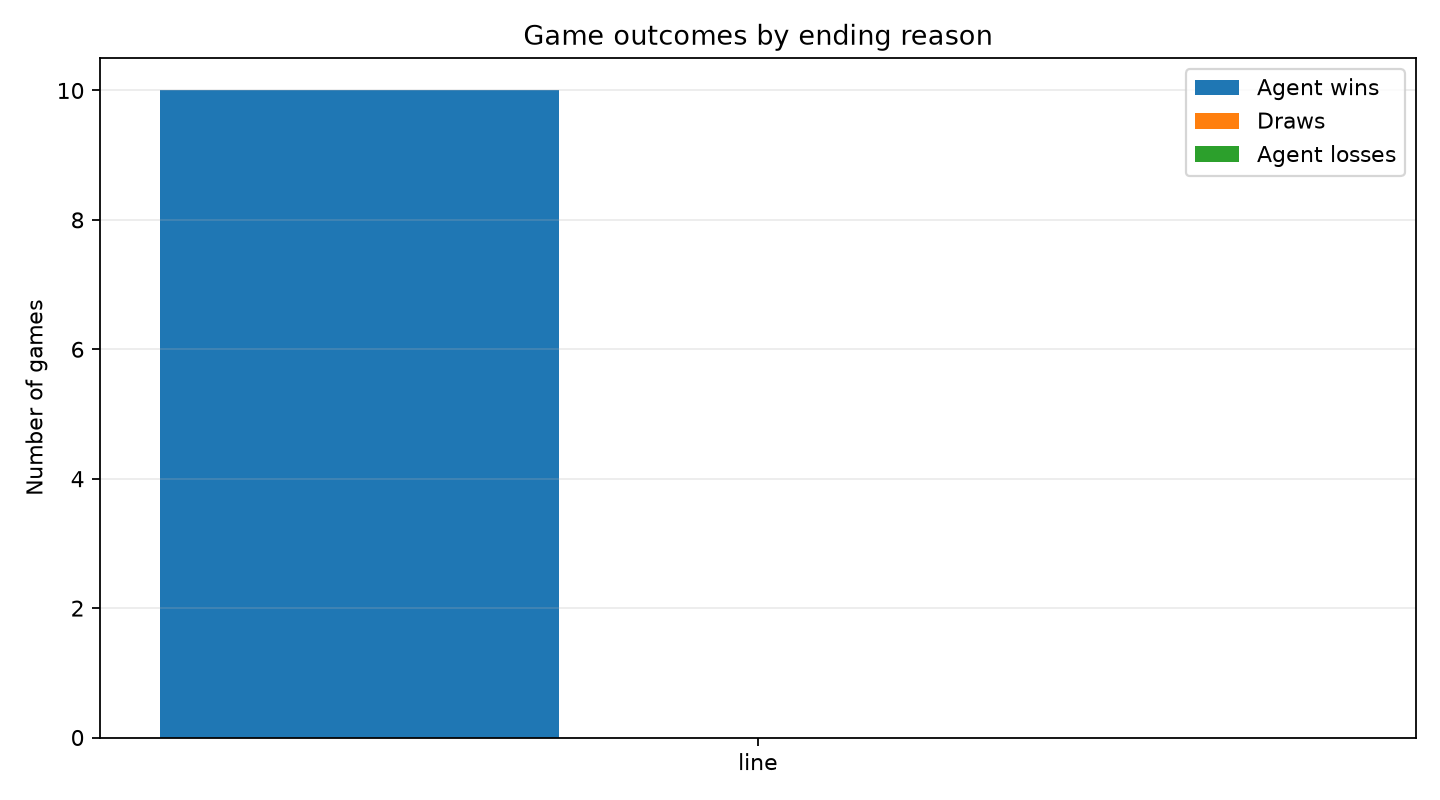 Game outcomes by ending reason
Agent wins
Draws
Agent losses
Number of games
10
8
6
4
2
0
line